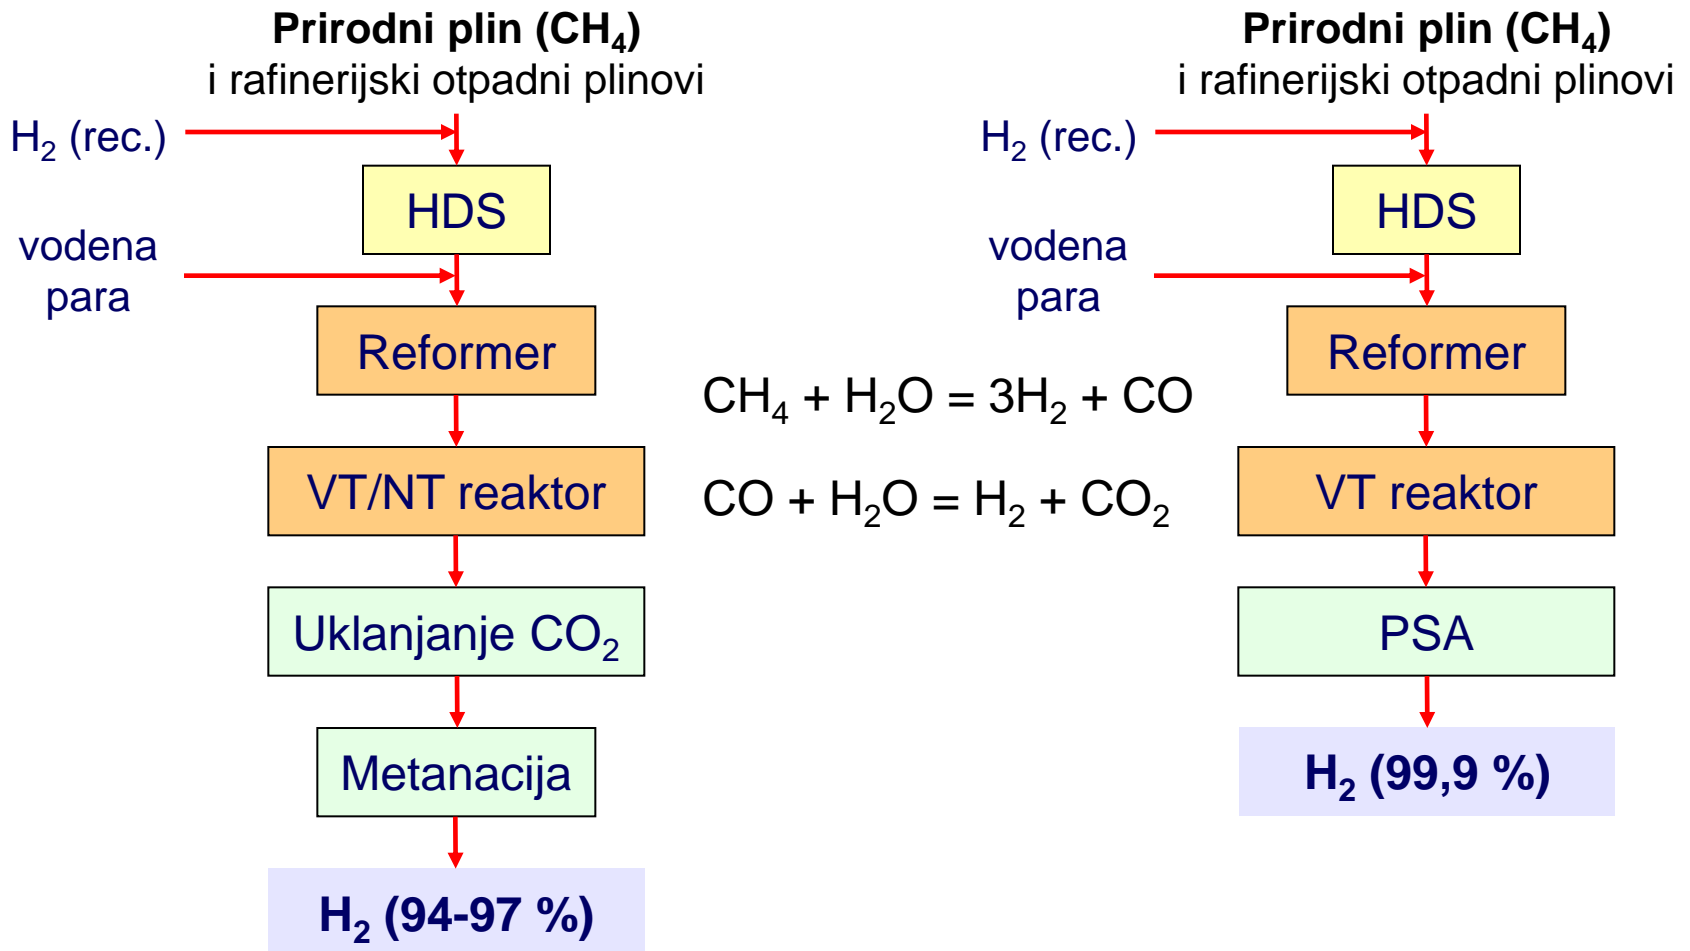 Prirodni plin (CH₄)
i rafinerijski otpadni plinovi
H₂ (rec.)
HDS
vodena
para
Reformer
VT/NT reaktor
Uklanjanje CO₂
Metanacija
H₂ (94-97 %)
CH₄ + H₂O = 3H₂ + CO
CO + H₂O = H₂ + CO₂
Prirodni plin (CH₄)
i rafinerijski otpadni plinovi
H₂ (rec.)
HDS
vodena
para
Reformer
VT reaktor
PSA
H₂ (99,9 %)